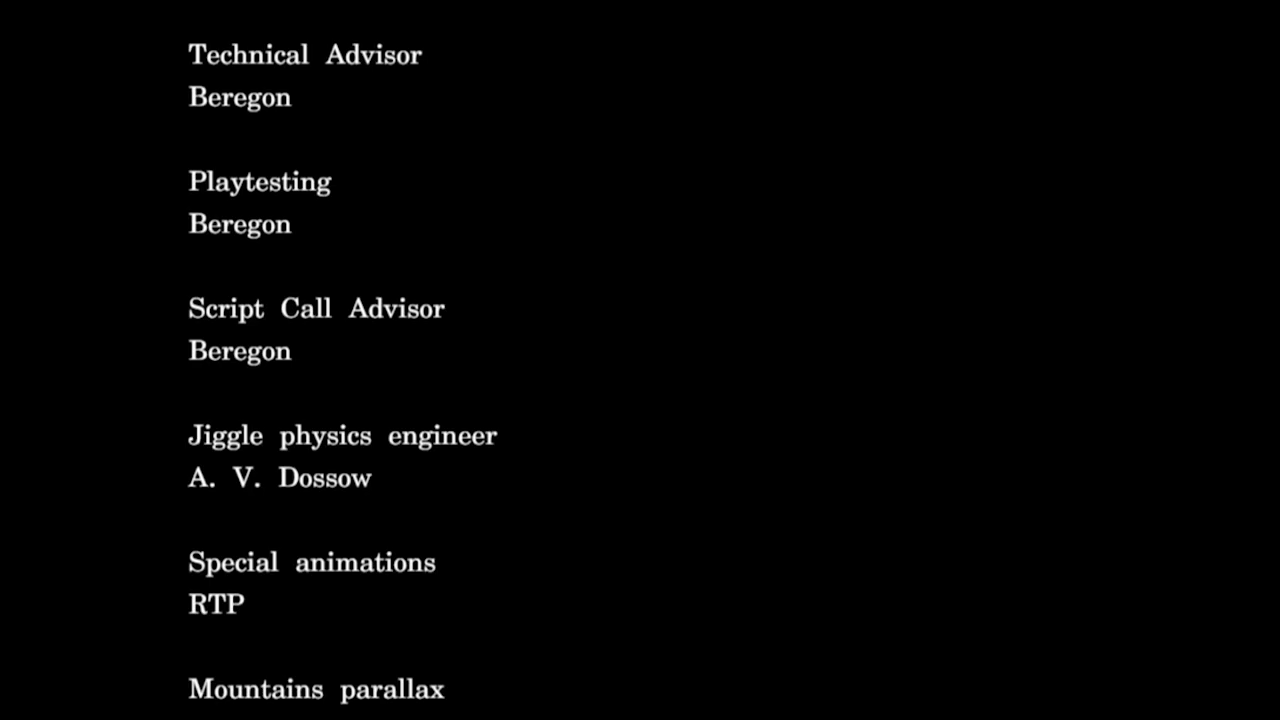 Technical Advisor
Beregon
Playtesting
Beregon
Script Call Advisor
Beregon
Jiggle physics engineer
A. V. Dossow
Special animations
RTP
Mountains parallax